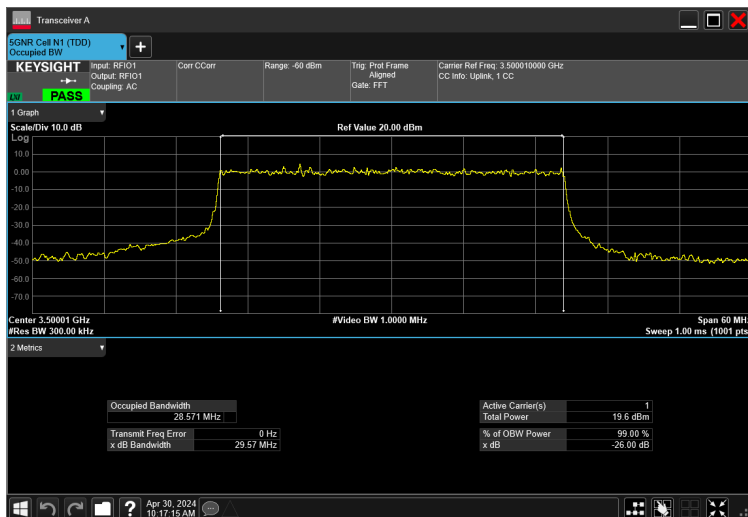 Transceiver A
5GNR Cell N1 (TDD)
Occupied BW
KEYSIGHT
Input: RFIO1
Output: RFIO1
Coupling: AC
Corr CCorr
Range: -60 dBm
Trig: Prot Frame
Aligned
Gate: FFT
Carrier Ref Freq: 3.500010000 GHz
CC Info: Uplink, 1 CC
LXI
PASS
1 Graph
Scale/Div 10.0 dB
Ref Value 20.00 dBm
Log
10.0
0.00
-10.0
-20.0
-30.0
-40.0
-50.0
-60.0
-70.0
Center 3.50001 GHz
#Video BW 1.0000 MHz
Span 60 MH
#Res BW 300.00 kHz
Sweep 1.00 ms (1001 pts
2 Metrics
Occupied Bandwidth
28.571 MHz
Transmit Freq Error 0 Hz
x dB Bandwidth 29.57 MHz
Active Carrier(s) 1
Total Power 19.6 dBm
% of OBW Power 99.00 %
x dB -26.00 dB
?
Apr 30, 2024
10:17:15 AM